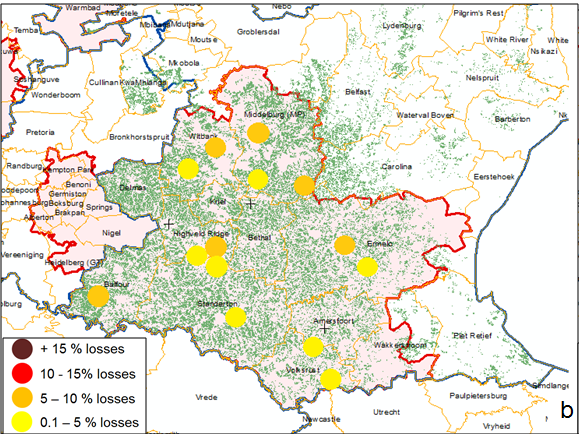 Nebo
Warmbad
Moretele
Pilgrim's Rest
Temba
Moutjana
Groblersdal
Lydenburg
Moutse
White River
White
Nsikazi
Mkobola
Soshanguve
Cullinan
KwaMhlanga
Nelspruit
Wonderboom
Belfast
Middelburg (MP)
Waterval Boven
Barberton
Pretoria
Bronkhorstspruit
Witbank
Randburg
Kempton Park
Carolina
Eerstehoek
Benoni
Delmas
Germiston
Kriel
Boksburg
Springs
Brakpan
Alberton
Nigel
Highveld Ridge
Bethal
Ermelo
Vereeniging
Heidelberg (GT)
Balfour
Standerton
Amersfoort
Piet Retief
Wakkerstroom
+ 15 % losses
10 - 15% losses
5 – 10 % losses
0.1 – 5 % losses
Volksrust
Vrede
Utrecht
Paulpietersburg
Newcastle
Vryheid
b